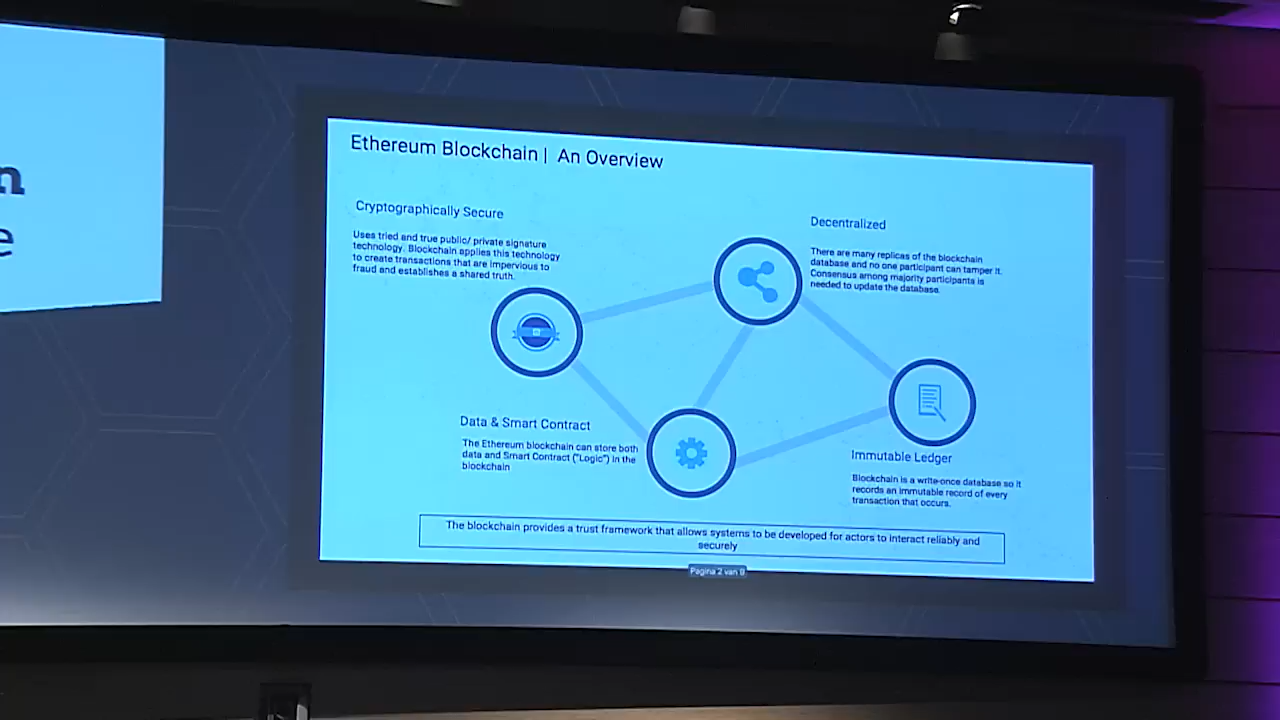 n
e
Ethereum Blockchain | An Overview
Cryptographically Secure
Uses tried and true public/ private signature
technology. Blockchain applies this technology
to create transactions that are impervious to
fraud and establishes a shared truth.
Decentralized
There are many replicas of the blockchain
database and no one participant can tamper it.
Consensus among majority participants is
needed to update the database.
Data & Smart Contract
The Ethereum blockchain can store both
data and Smart Contract ("Logic") in the
blockchain
Immutable Ledger
Blockchain is a write-once database so it
records an immutable record of every
transaction that occurs.
The blockchain provides a trust framework that allows systems to be developed for actors to interact reliably and
securely
Pagina 2 van 9